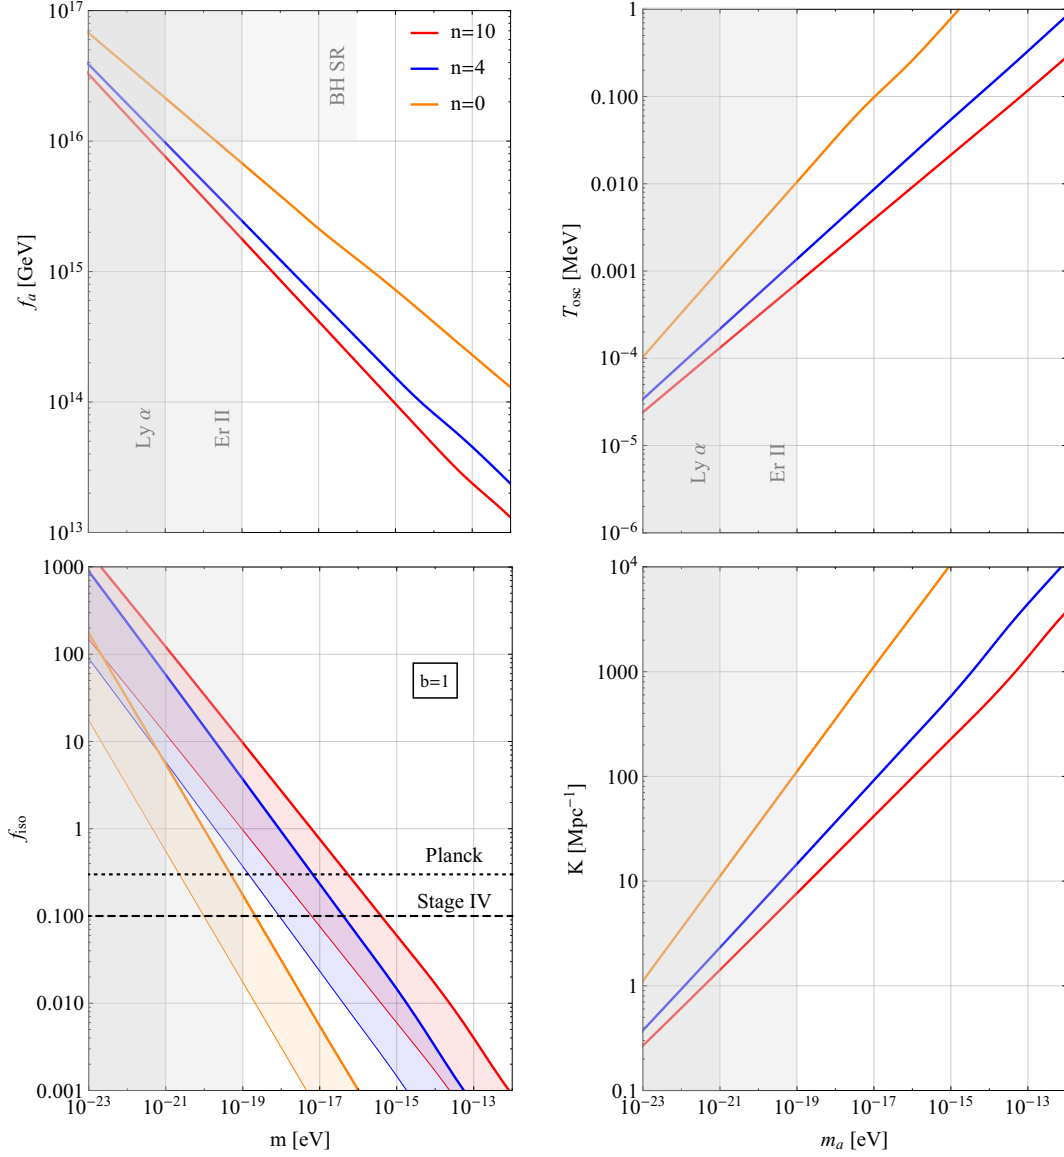 10^17
10^16
10^15
10^14
10^13
f_a [GeV]
BH SR
n=10
n=4
n=0
Ly α
Er II
1
0.100
0.010
0.001
10^-4
10^-5
10^-6
T_osc [MeV]
Ly α
Er II
1000
100
10
1
0.100
0.010
0.001
f_iso
b=1
Planck
Stage IV
10^-23
10^-21
10^-19
10^-17
10^-15
10^-13
m [eV]
10^4
1000
100
10
1
0.1
K [Mpc^-1]
10^-23
10^-21
10^-19
10^-17
10^-15
10^-13
m_a [eV]